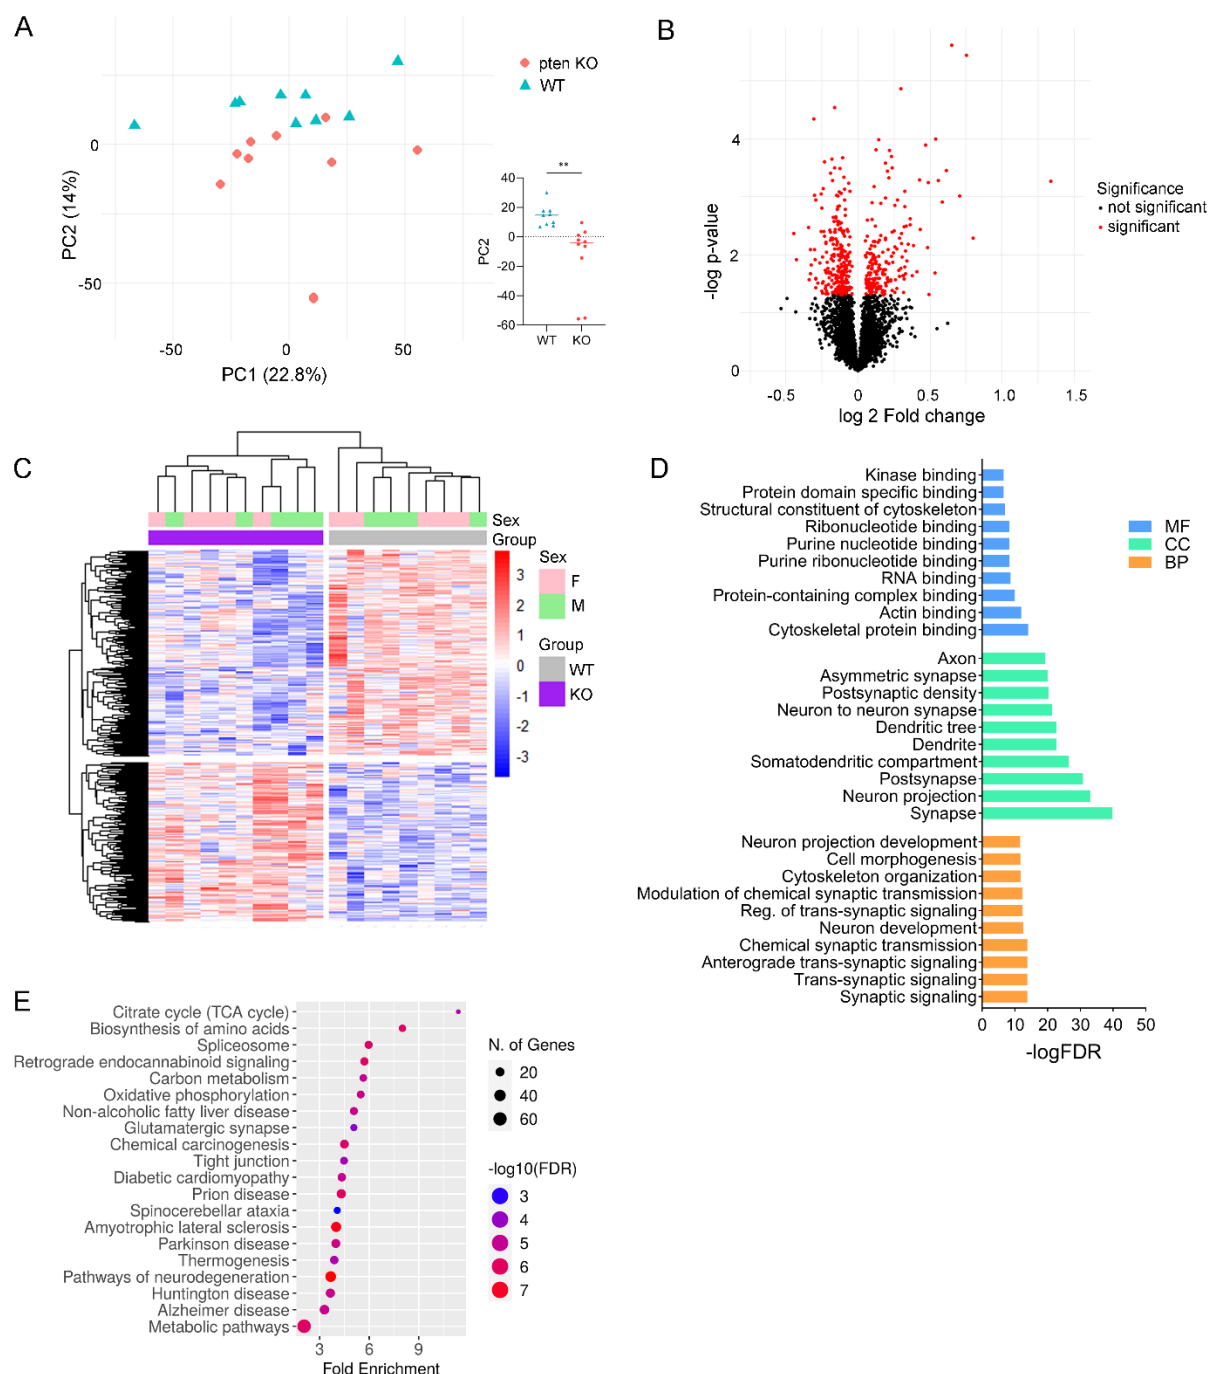 A
pten KO
WT
0
-50
PC2 (14%)
-50
0
50
PC1 (22.8%)
**
40
20
0
-20
-40
-60
PC2
WT
KO
B
4
2
0
-log p-value
-0.5
0
0.5
1.0
1.5
log 2 Fold change
Significance
not significant
significant
C
Sex
Group
3
2
1
0
-1
-2
-3
Sex
F
M
Group
WT
KO
D
Kinase binding
Protein domain specific binding
Structural constituent of cytoskeleton
Ribonucleotide binding
Purine nucleotide binding
Purine ribonucleotide binding
RNA binding
Protein-containing complex binding
Actin binding
Cytoskeletal protein binding
Axon
Asymmetric synapse
Postsynaptic density
Neuron to neuron synapse
Dendritic tree
Dendrite
Somatodendritic compartment
Postsynapse
Neuron projection
Synapse
Neuron projection development
Cell morphogenesis
Cytoskeleton organization
Modulation of chemical synaptic transmission
Reg. of trans-synaptic signaling
Neuron development
Chemical synaptic transmission
Anterograde trans-synaptic signaling
Trans-synaptic signaling
Synaptic signaling
0 10 20 30 40 50
-logFDR
MF
CC
BP
E
Citrate cycle (TCA cycle)
Biosynthesis of amino acids
Spliceosome
Retrograde endocannabinoid signaling
Carbon metabolism
Oxidative phosphorylation
Non-alcoholic fatty liver disease
Glutamatergic synapse
Chemical carcinogenesis
Tight junction
Diabetic cardiomyopathy
Prion disease
Spinocerebellar ataxia
Amyotrophic lateral sclerosis
Parkinson disease
Thermogenesis
Pathways of neurodegeneration
Huntington disease
Alzheimer disease
Metabolic pathways
3 6 9
Fold Enrichment
N. of Genes
20
40
60
-log10(FDR)
3
4
5
6
7